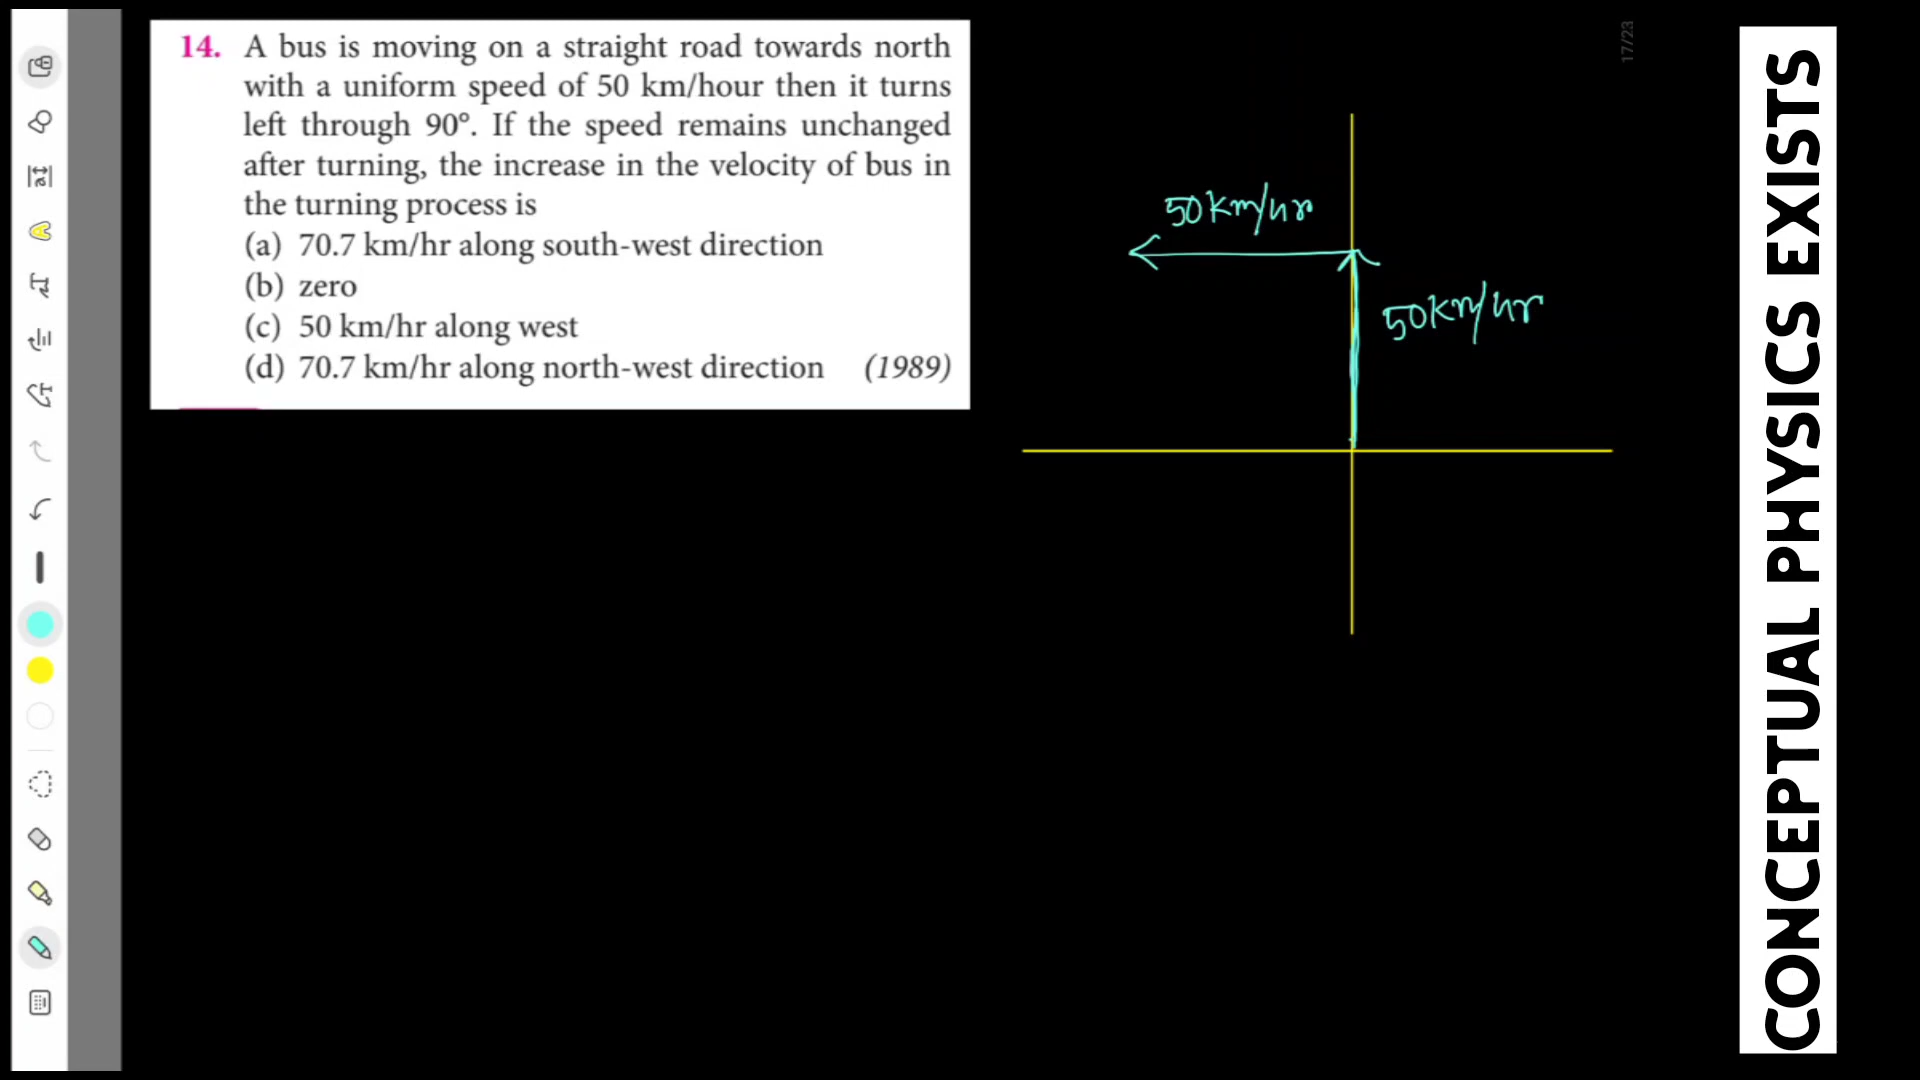 14. A bus is moving on a straight road towards north
with a uniform speed of 50 km/hour then it turns
left through 90°. If the speed remains unchanged
after turning, the increase in the velocity of bus in
the turning process is
(a) 70.7 km/hr along south-west direction
(b) zero
(c) 50 km/hr along west
(d) 70.7 km/hr along north-west direction (1989)
50km/hr
50km/hr
17/23
CONCEPTUAL PHYSICS EXISTS